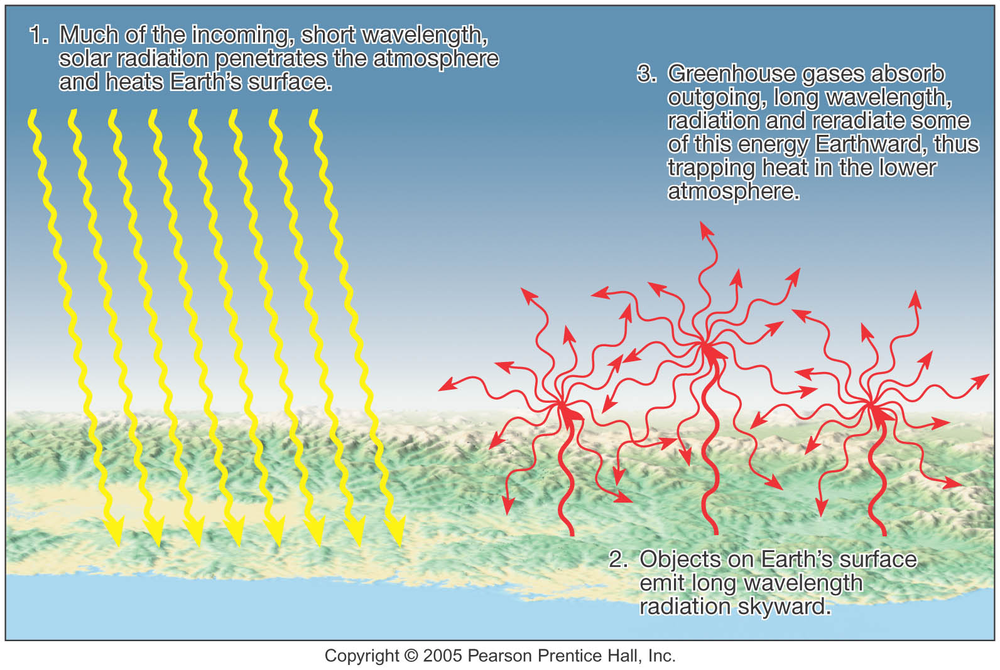 1. Much of the incoming, short wavelength,
solar radiation penetrates the atmosphere
and heats Earth's surface.
3. Greenhouse gases absorb
outgoing, long wavelength,
radiation and reradiate some
of this energy Earthward, thus
trapping heat in the lower
atmosphere.
2. Objects on Earth's surface
emit long wavelength
radiation skyward.
Copyright © 2005 Pearson Prentice Hall, Inc.